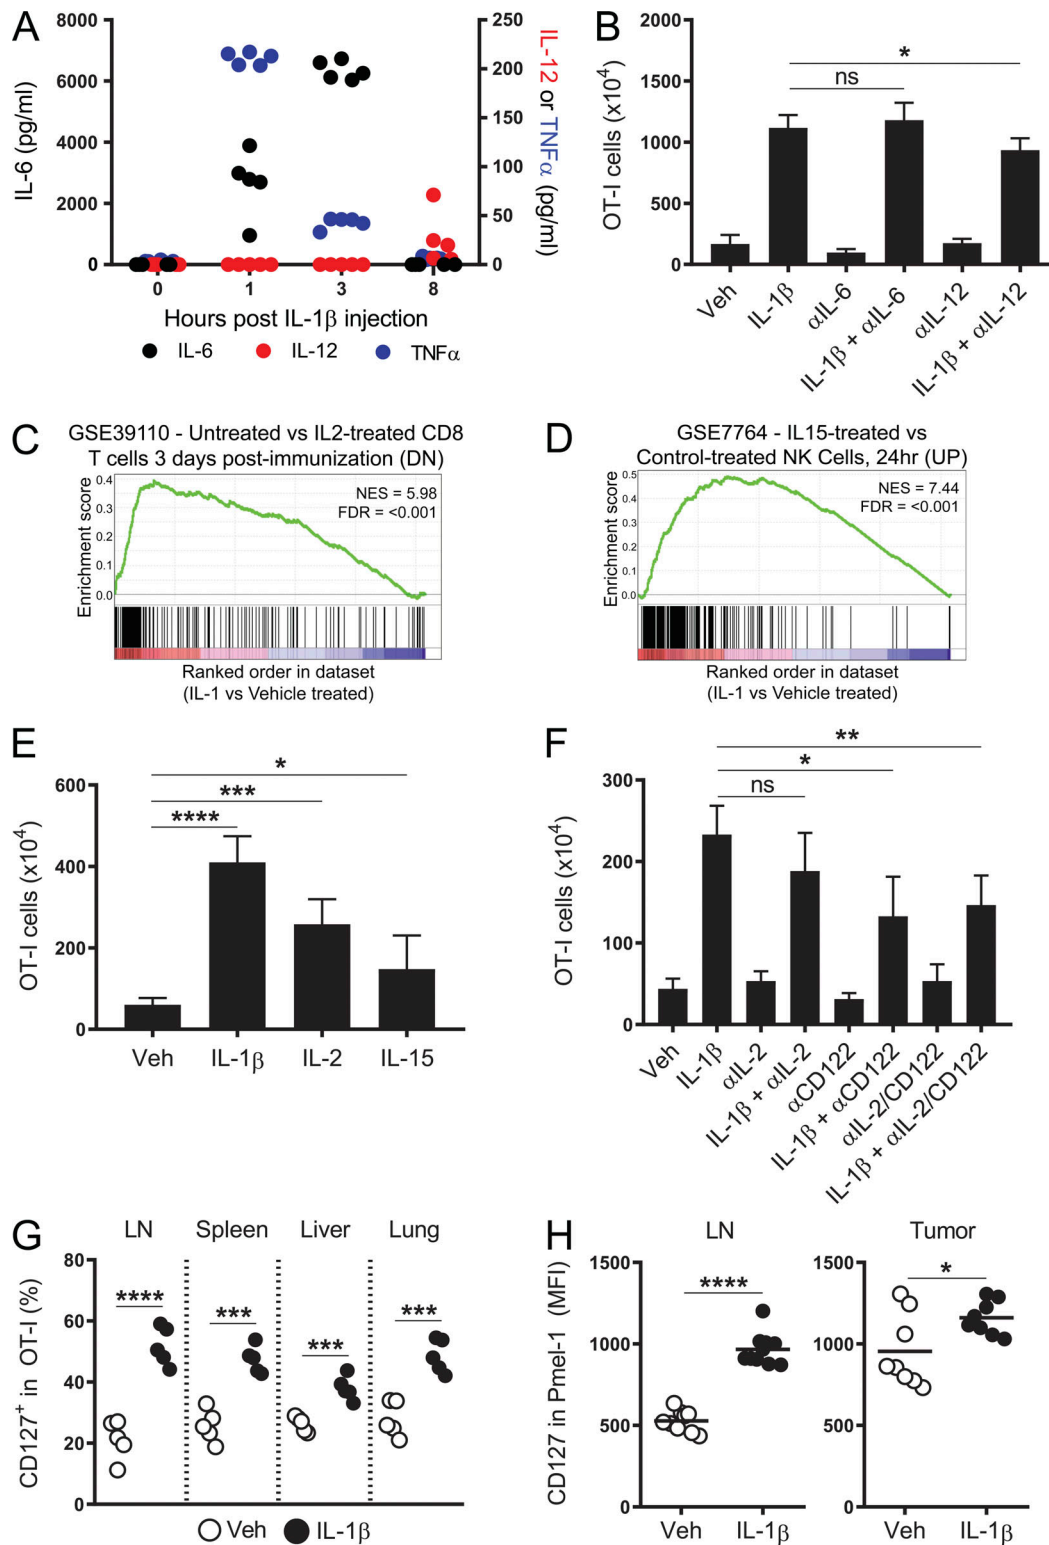 A
8000
6000
4000
2000
0
IL-6 (pg/ml)
250
200
150
100
50
0
IL-12 or TNFα (pg/ml)
0
1
3
8
Hours post IL-1β injection
IL-6
IL-12
TNFα
B
2000
1500
1000
500
0
OT-I cells (x10⁴)
*
ns
Veh
IL-1β
αIL-6
IL-1β + αIL-6
αIL-12
IL-1β + αIL-12
C
GSE39110 - Untreated vs IL2-treated CD8
T cells 3 days post-immunization (DN)
0.4
0.3
0.2
0.1
0.0
Enrichment score
NES = 5.98
FDR = <0.001
Ranked order in dataset
(IL-1 vs Vehicle treated)
D
GSE7764 - IL15-treated vs
Control-treated NK Cells, 24hr (UP)
0.5
0.4
0.3
0.2
0.1
0.0
Enrichment score
NES = 7.44
FDR = <0.001
Ranked order in dataset
(IL-1 vs Vehicle treated)
E
600
400
200
0
OT-I cells (x10⁴)
*
***
****
Veh
IL-1β
IL-2
IL-15
F
300
200
100
0
OT-I cells (x10⁴)
**
*
ns
Veh
IL-1β
αIL-2
IL-1β + αIL-2
αCD122
IL-1β + αCD122
αIL-2/CD122
IL-1β + αIL-2/CD122
G
LN
Spleen
Liver
Lung
80
60
40
20
0
CD127⁺ in OT-I (%)
****
***
***
***
Veh
IL-1β
H
LN
1500
1000
500
0
CD127 in Pmel-1 (MFI)
****
Veh
IL-1β
Tumor
1500
1000
500
0
*
Veh
IL-1β